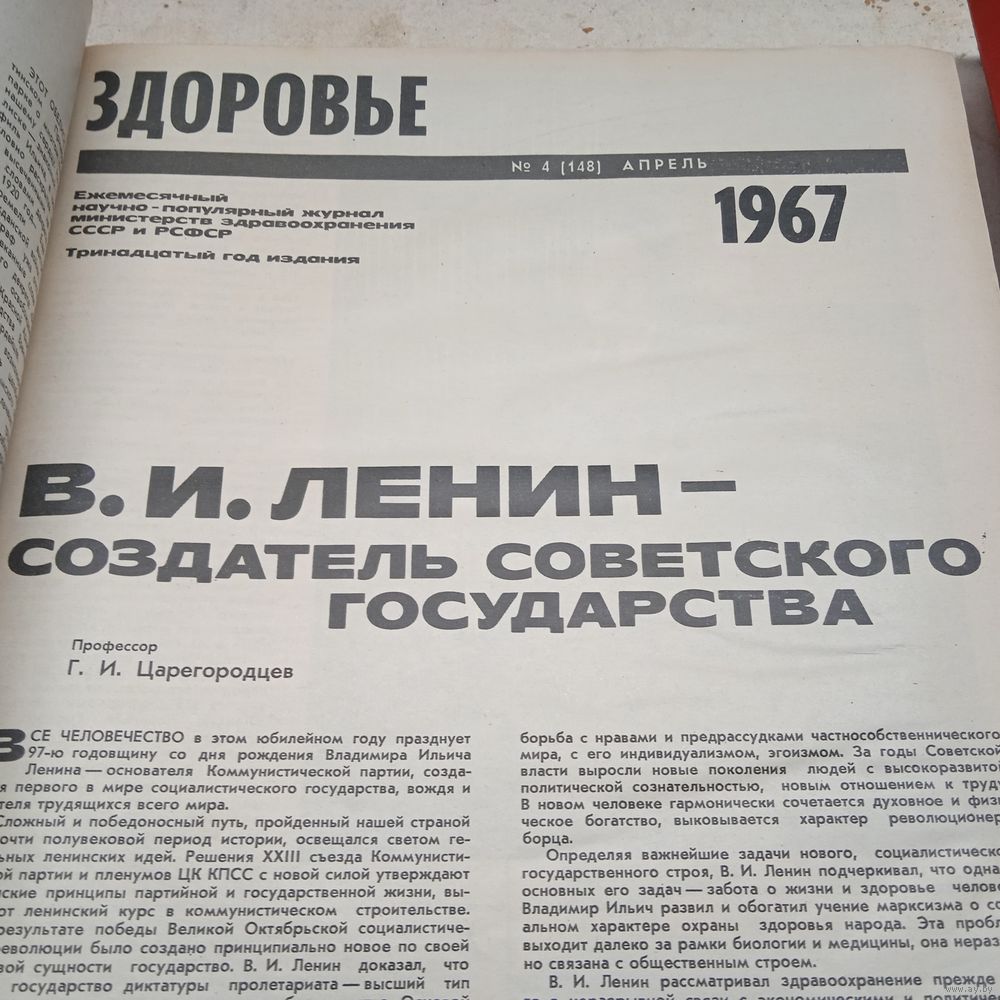 ЗДОРОВЬЕ
№ 4 (148) АПРЕЛЬ
1967
Ежемесячный
научно-популярный журнал
министерств здравоохранения
СССР и РСФСР
Тринадцатый год издания
В. И. ЛЕНИН –
СОЗДАТЕЛЬ СОВЕТСКОГО
ГОСУДАРСТВА
Профессор
Г. И. Царегородцев
ВСЕ ЧЕЛОВЕЧЕСТВО в этом юбилейном году празднует
97-ю годовщину со дня рождения Владимира Ильича
Ленина — основателя Коммунистической партии, созда-
первого в мире социалистического государства, вождя и
трудящихся всего мира.
Сложный и победоносный путь, пройденный нашей страной
полувековой период истории, освещался светом ге-
ленинских идей. Решения XXIII съезда Коммунисти-
партии и пленумов ЦК КПСС с новой силой утверждают
принципы партийной и государственной жизни, вы-
ленинский курс в коммунистическом строительстве.
результате победы Великой Октябрьской социалистиче-
революции было создано принципиально новое по своей
сущности государство. В. И. Ленин доказал, что
государство диктатуры пролетариата — высший тип
борьба с нравами и предрассудками частнособственнического
мира, с его индивидуализмом, эгоизмом. За годы Советской
власти выросли новые поколения людей с высокоразвитой
политической сознательностью, новым отношением к труду
В новом человеке гармонически сочетается духовное и физи
ческое богатство, выковывается характер революционера
борца.
Определяя важнейшие задачи нового, социалистического
государственного строя, В. И. Ленин подчеркивал, что одна
основных его задач — забота о жизни и здоровье челове
Владимир Ильич развил и обогатил учение марксизма о со
альном характере охраны здоровья народа. Эта пробл
выходит далеко за рамки биологии и медицины, она нераз
но связана с общественным строем.
В. И. Ленин рассматривал здравоохранение прежде
www.ay.by